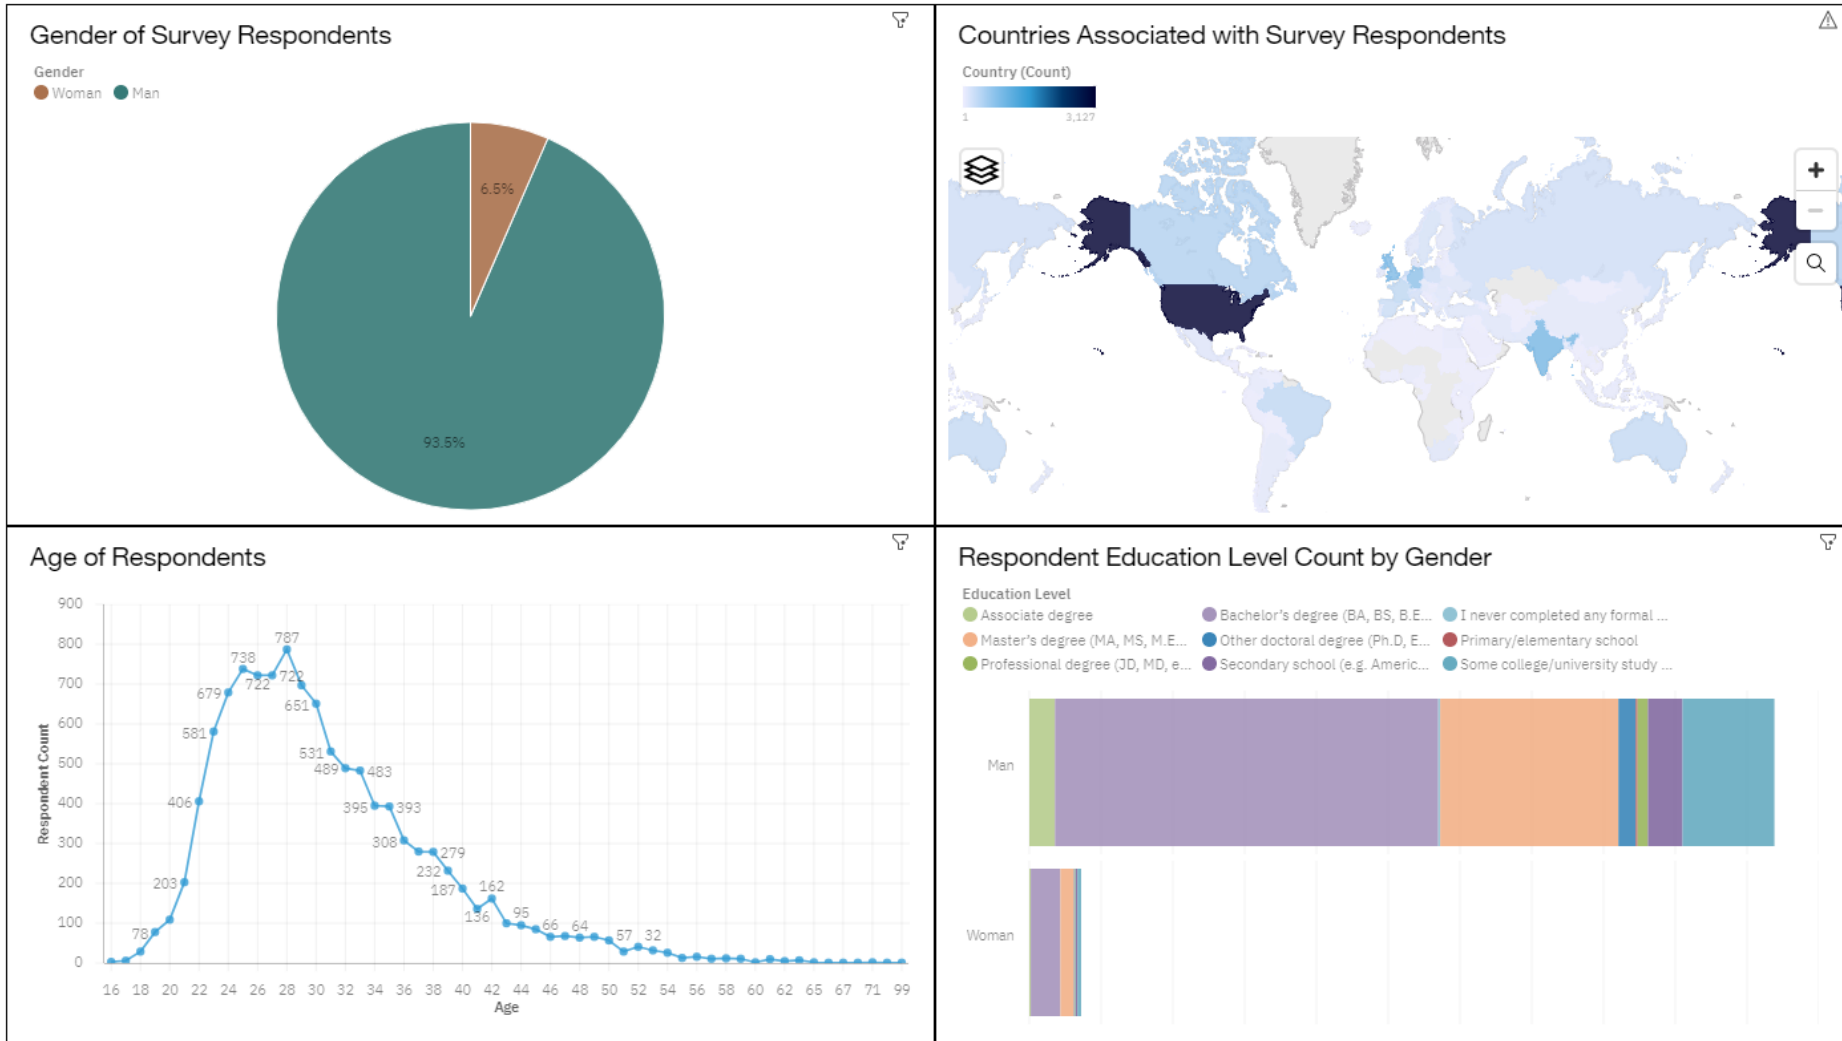 Gender of Survey Respondents
Gender
Woman Man
6.5%
93.5%
Countries Associated with Survey Respondents
Country (Count)
1 3,127
Age of Respondents
Respondent Count
900
800
700
600
500
400
300
200
100
0
78
203
406
581
679
738
722
787
722
651
531
489
483
395
393
308
279
232
187
136
162
95
66
64
57
32
16 18 20 22 24 26 28 30 32 34 36 38 40 42 44 46 48 50 52 54 56 58 60 62 65 67 71 99
Age
Respondent Education Level Count by Gender
Education Level
Associate degree Bachelor's degree (BA, BS, B.E... I never completed any formal ...
Master's degree (MA, MS, M.E... Other doctoral degree (Ph.D, E... Primary/elementary school
Professional degree (JD, MD, e... Secondary school (e.g. Americ... Some college/university study ...
Man
Woman